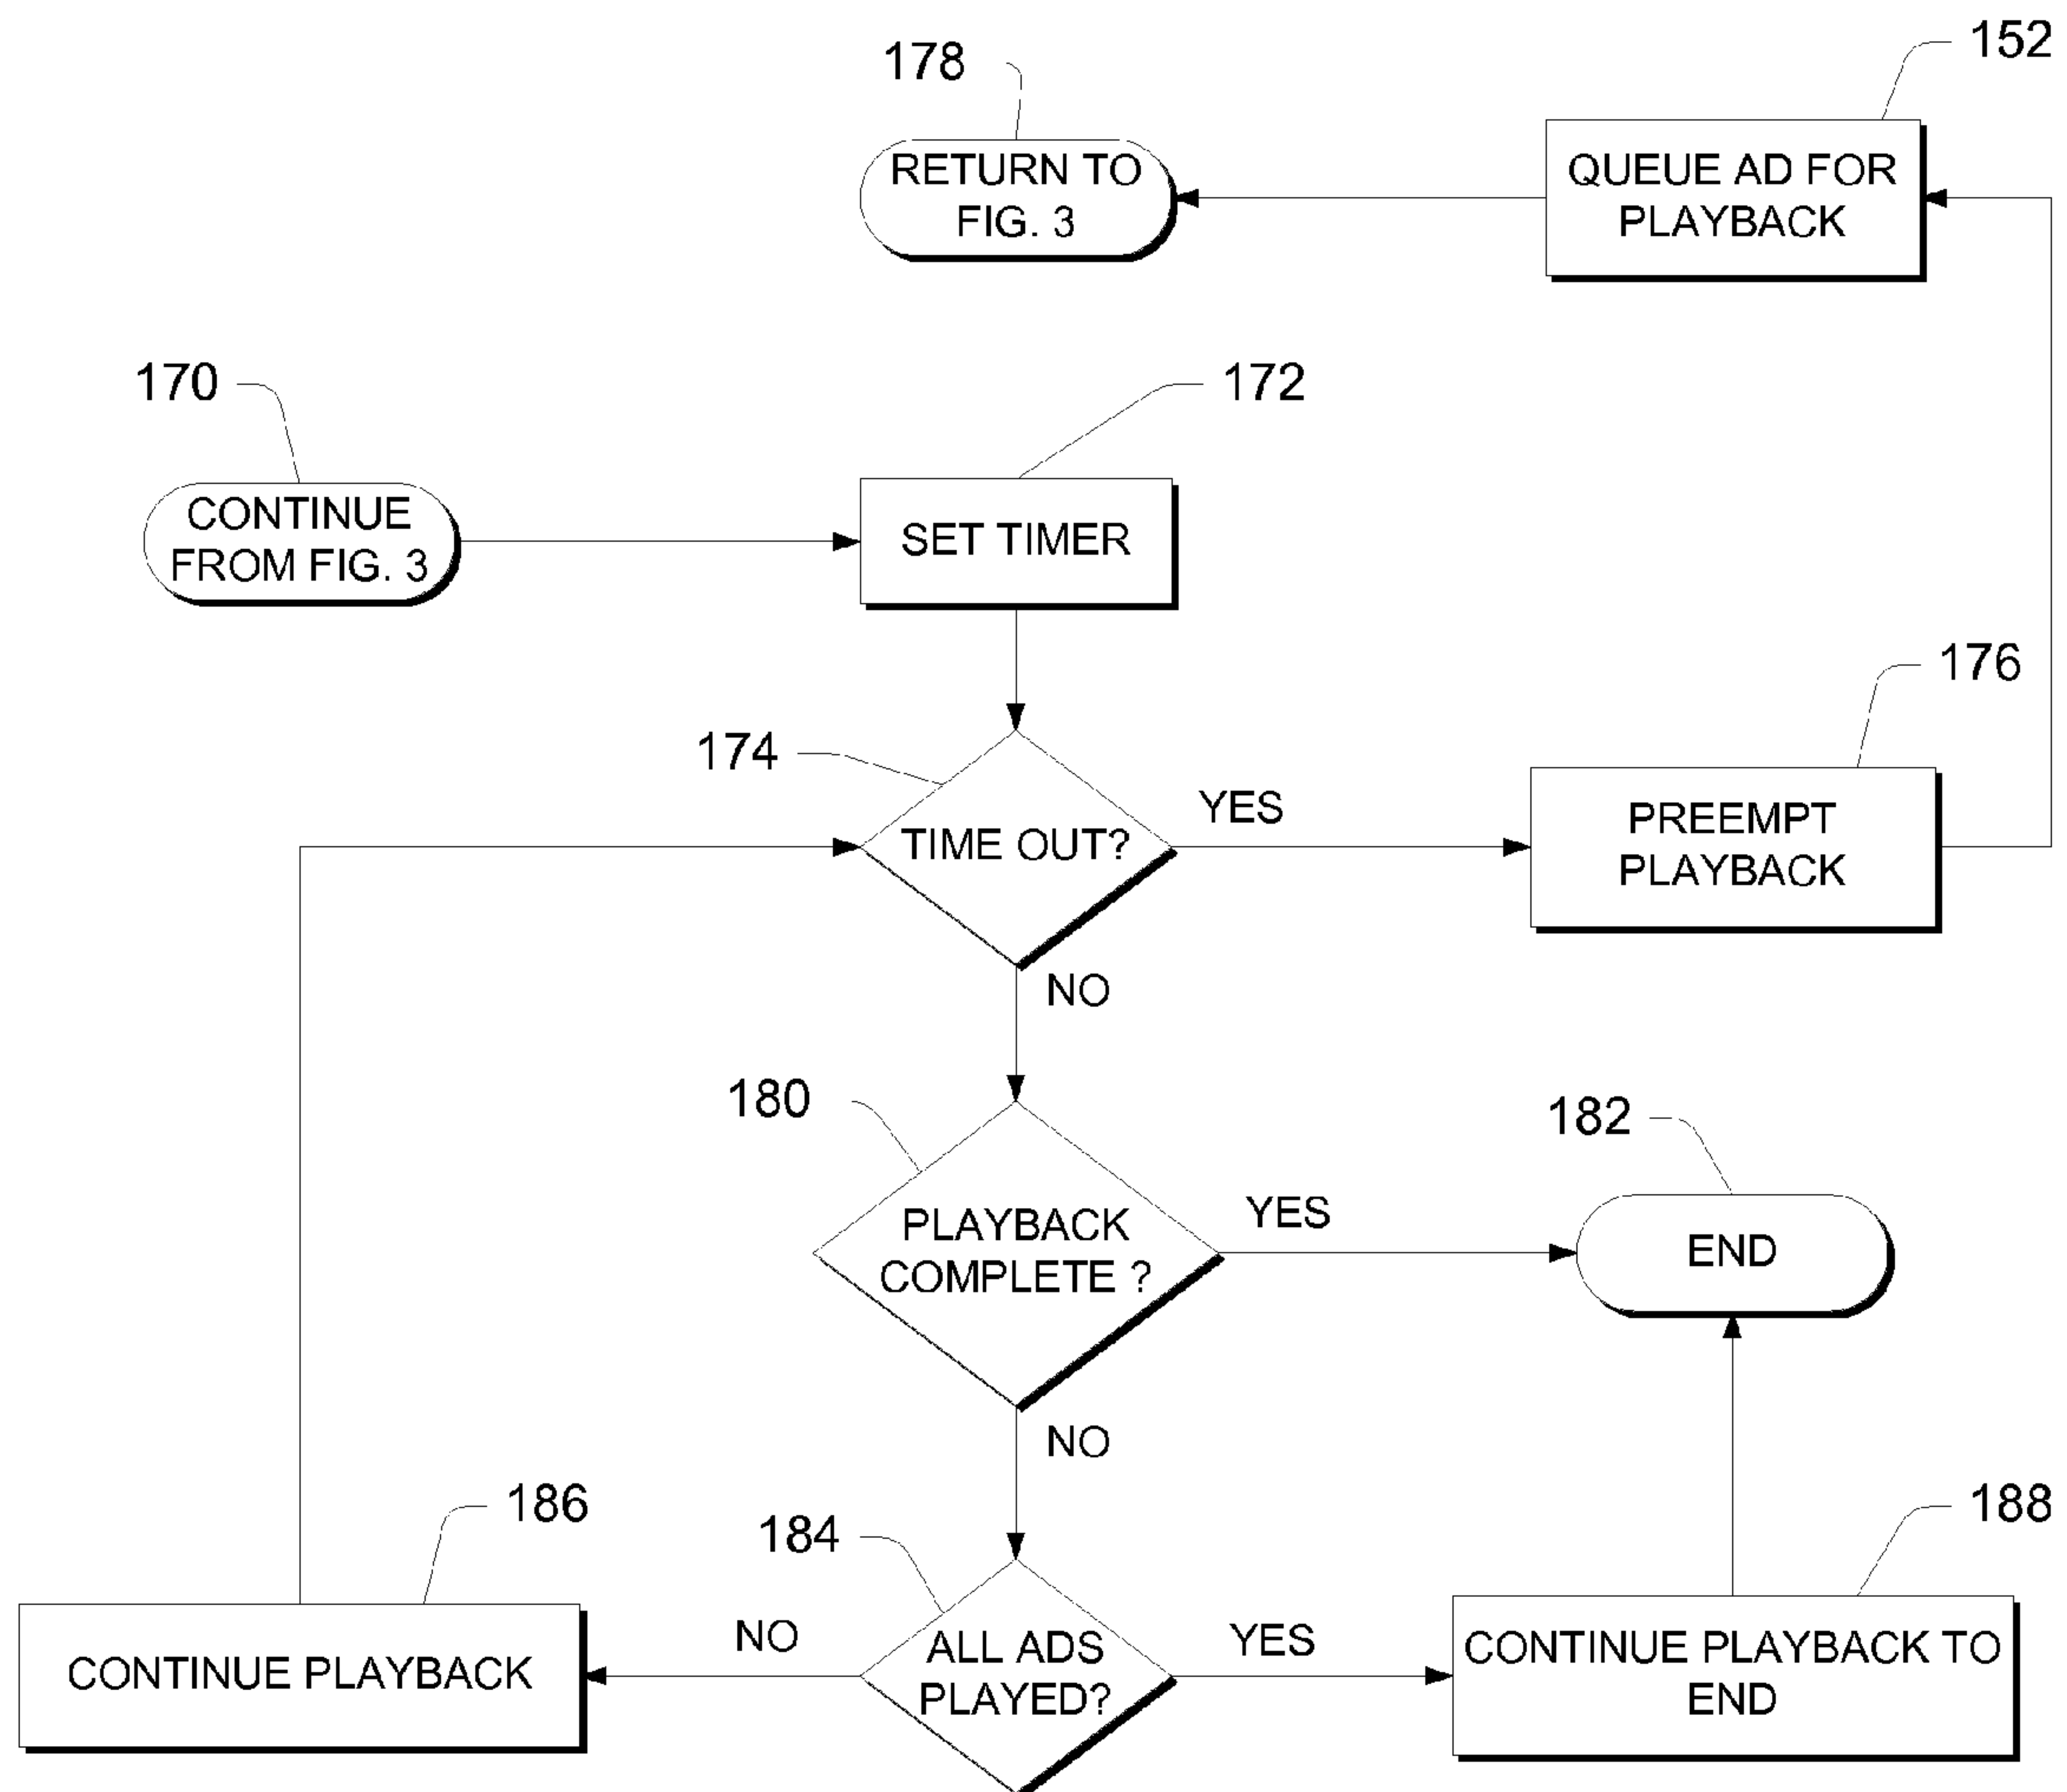 178
152
RETURN TO
FIG. 3
QUEUE AD FOR
PLAYBACK
170
172
CONTINUE
FROM FIG. 3
SET TIMER
176
174
YES
TIME OUT?
PREEMPT
PLAYBACK
NO
180
182
YES
PLAYBACK
COMPLETE ?
END
NO
186
188
184
NO
YES
CONTINUE PLAYBACK
ALL ADS
PLAYED?
CONTINUE PLAYBACK TO
END